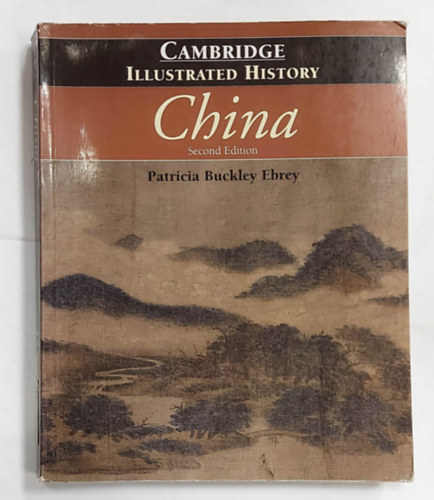 CAMBRIDGE
ILLUSTRATED HISTORY
China
Second Edition
Patricia Buckley Ebrey